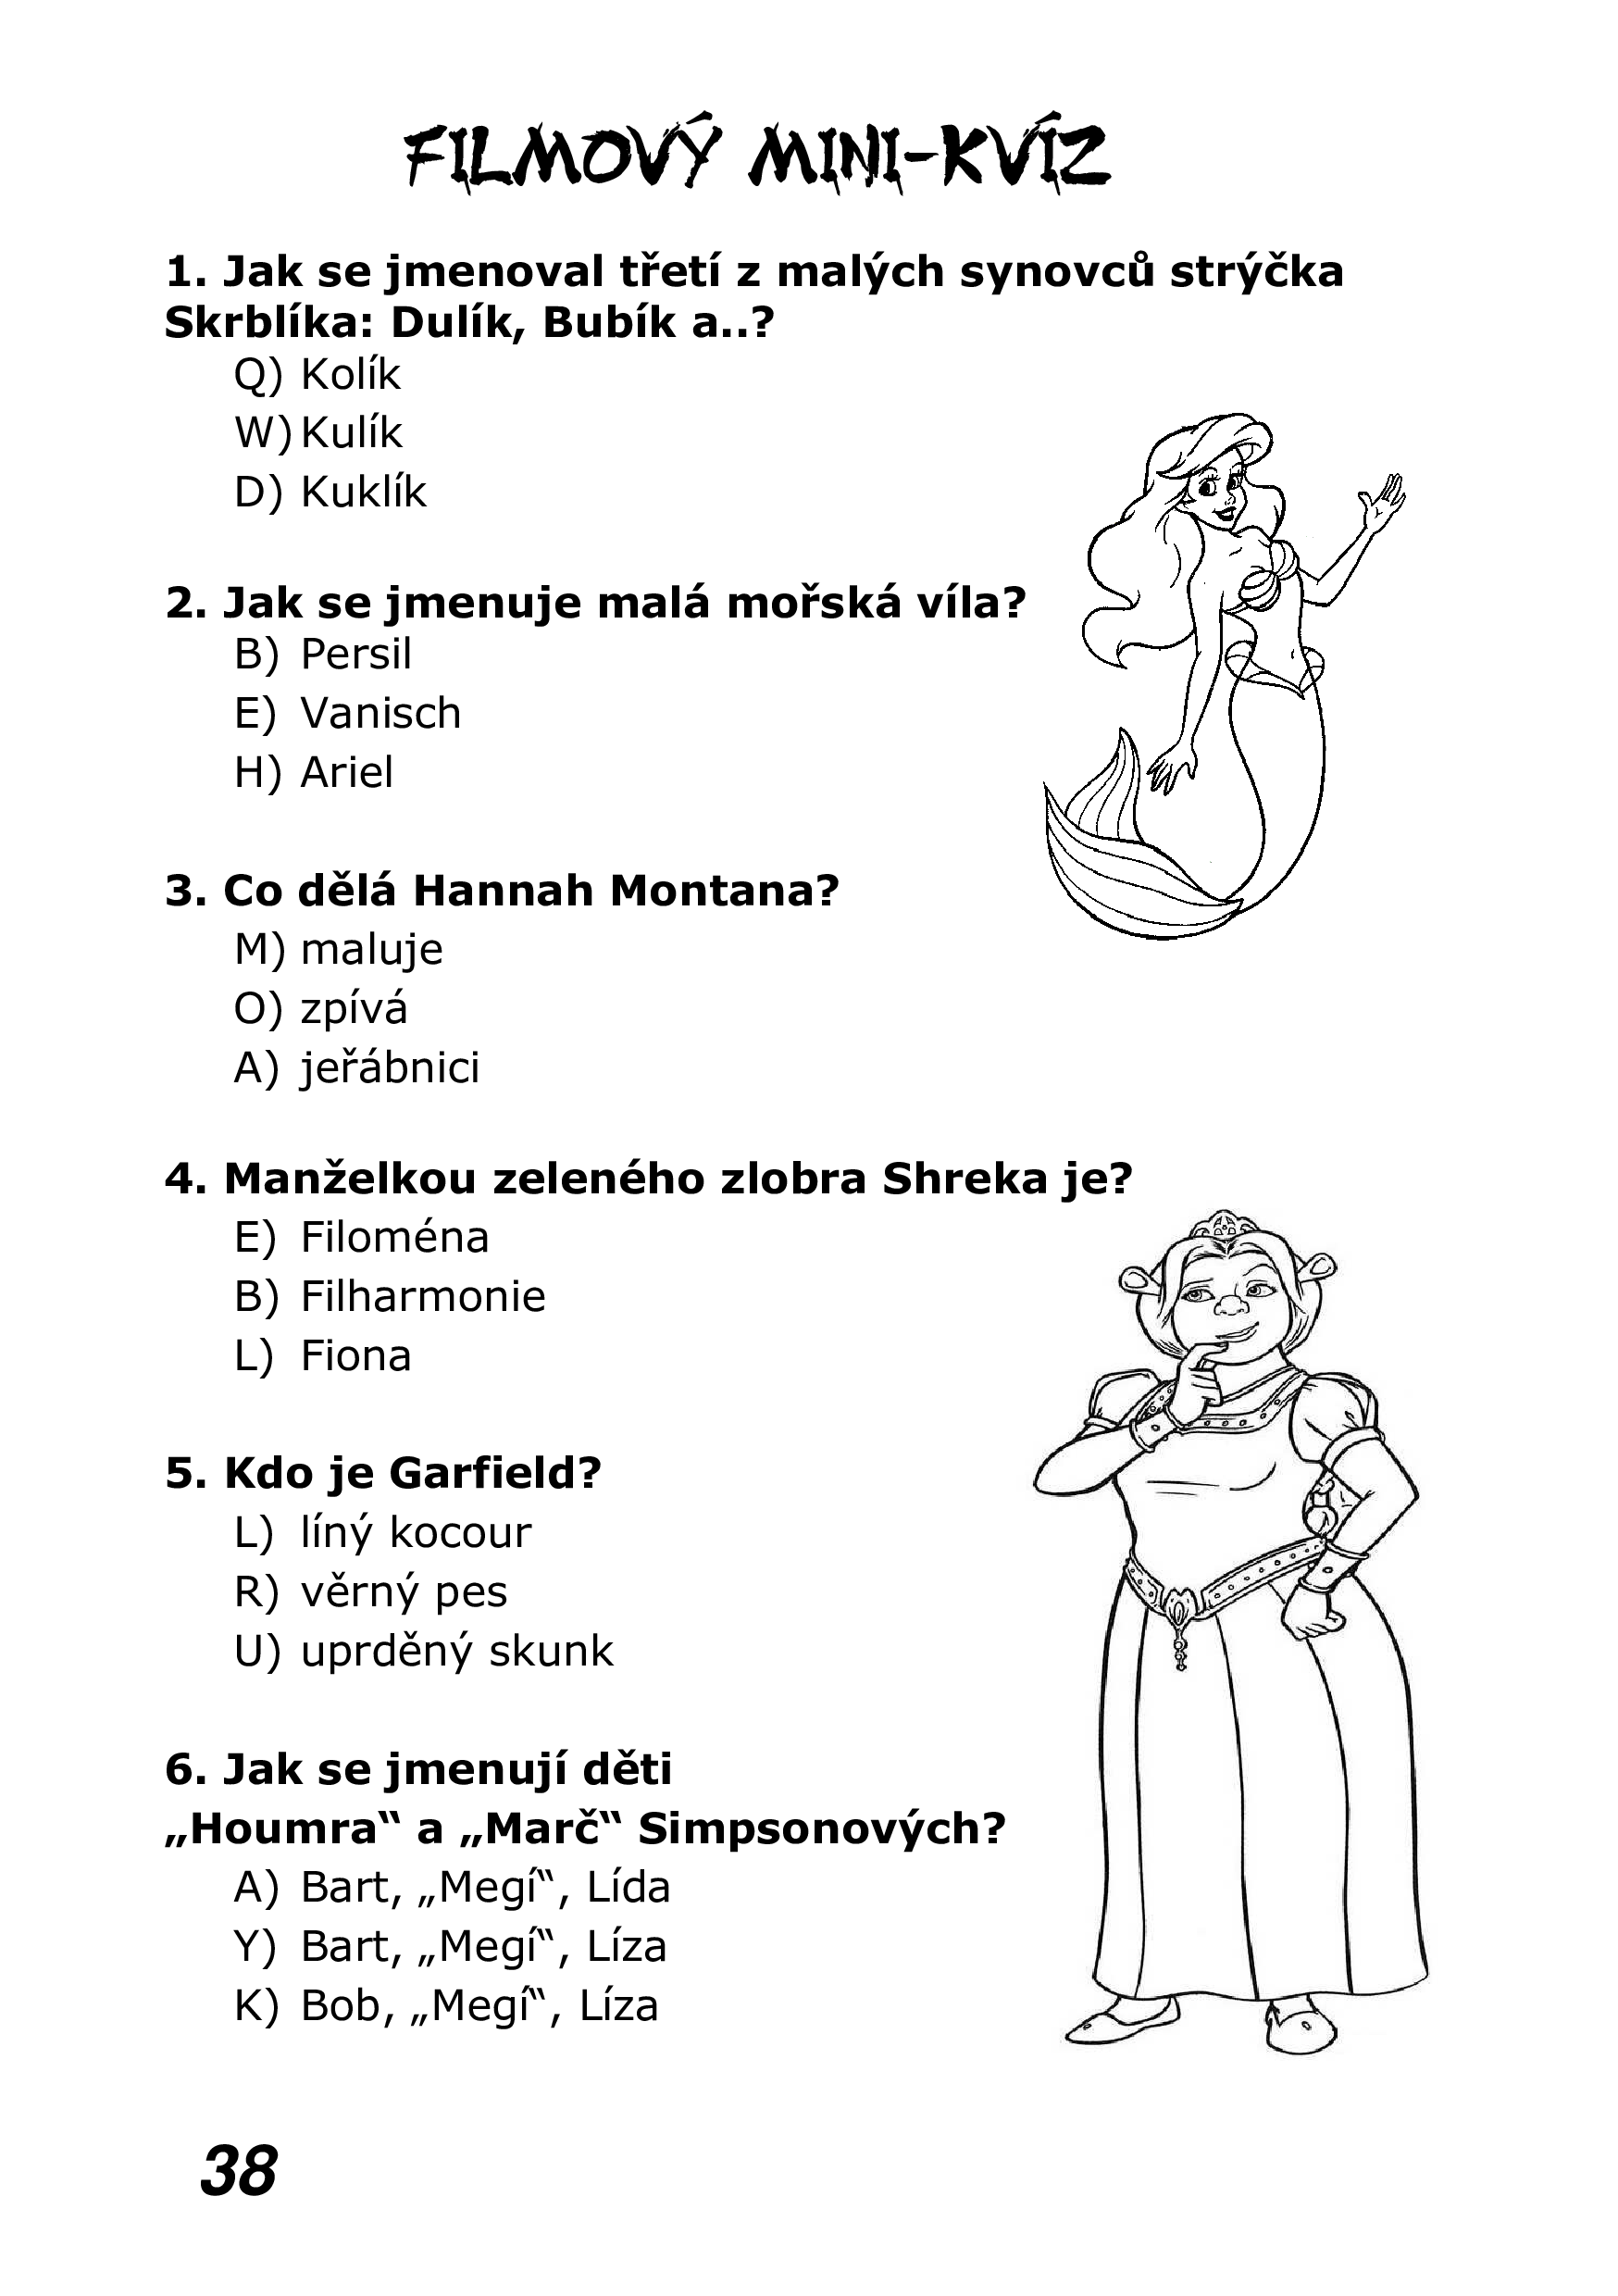 FILMOVÝ MINI-KVÍZ
1. Jak se jmenoval třetí z malých synovců strýčka
Skrblíka: Dulík, Bubík a..?
Q) Kolík
W) Kulík
D) Kuklík
2. Jak se jmenuje malá mořská víla?
B) Persil
E) Vanisch
H) Ariel
3. Co dělá Hannah Montana?
M) maluje
O) zpívá
A) jeřábnici
4. Manželkou zeleného zlobra Shreka je?
E) Filoména
B) Filharmonie
L) Fiona
5. Kdo je Garfield?
L) líný kocour
R) věrný pes
U) uprděný skunk
6. Jak se jmenují děti
„Houmra“ a „Marč“ Simpsonových?
A) Bart, „Megí“, Lída
Y) Bart, „Megí“, Líza
K) Bob, „Megí“, Líza
38